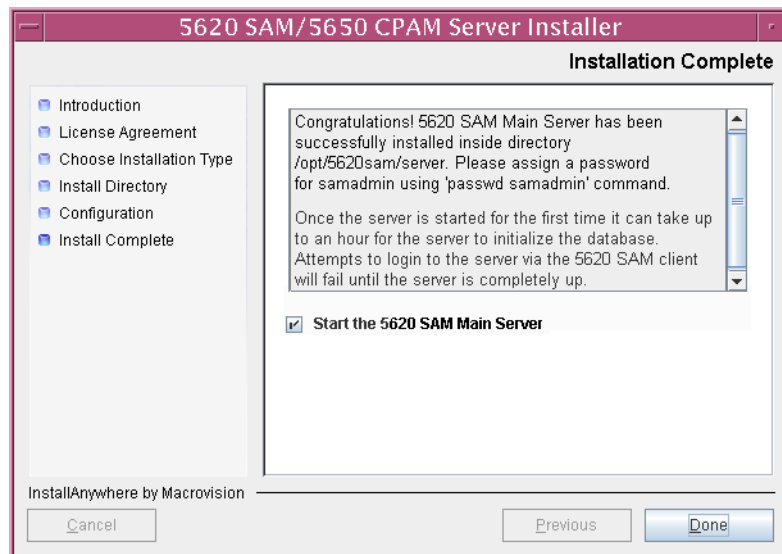 5620 SAM/5650 CPAM Server Installer
Installation Complete
Introduction
License Agreement
Choose Installation Type
Install Directory
Configuration
Install Complete
Congratulations! 5620 SAM Main Server has been
successfully installed inside directory
/opt/5620sam/server. Please assign a password
for samadmin using 'passwd samadmin' command.
Once the server is started for the first time it can take up
to an hour for the server to initialize the database.
Attempts to login to the server via the 5620 SAM client
will fail until the server is completely up.
Start the 5620 SAM Main Server
InstallAnywhere by Macrovision
Cancel
Previous
Done